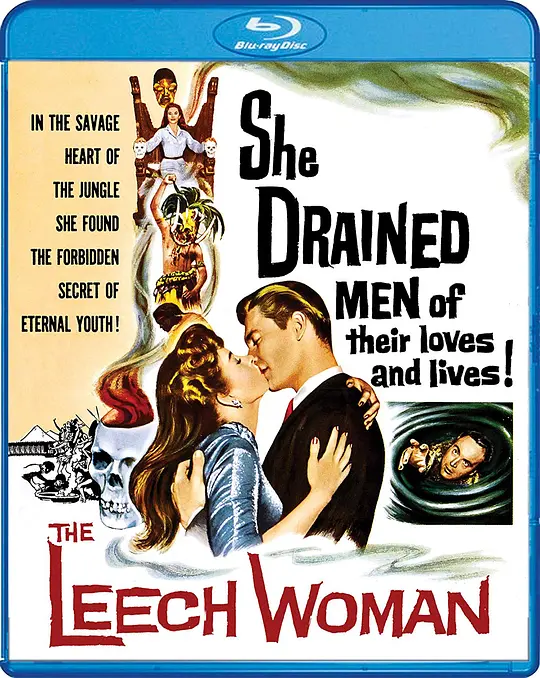 Blu-ray Disc
IN THE SAVAGE
HEART OF
THE JUNGLE
SHE FOUND
THE FORBIDDEN
SECRET OF
ETERNAL YOUTH!
She
DRAINED
MEN of
their loves
and lives!
THE
LEECH WOMAN